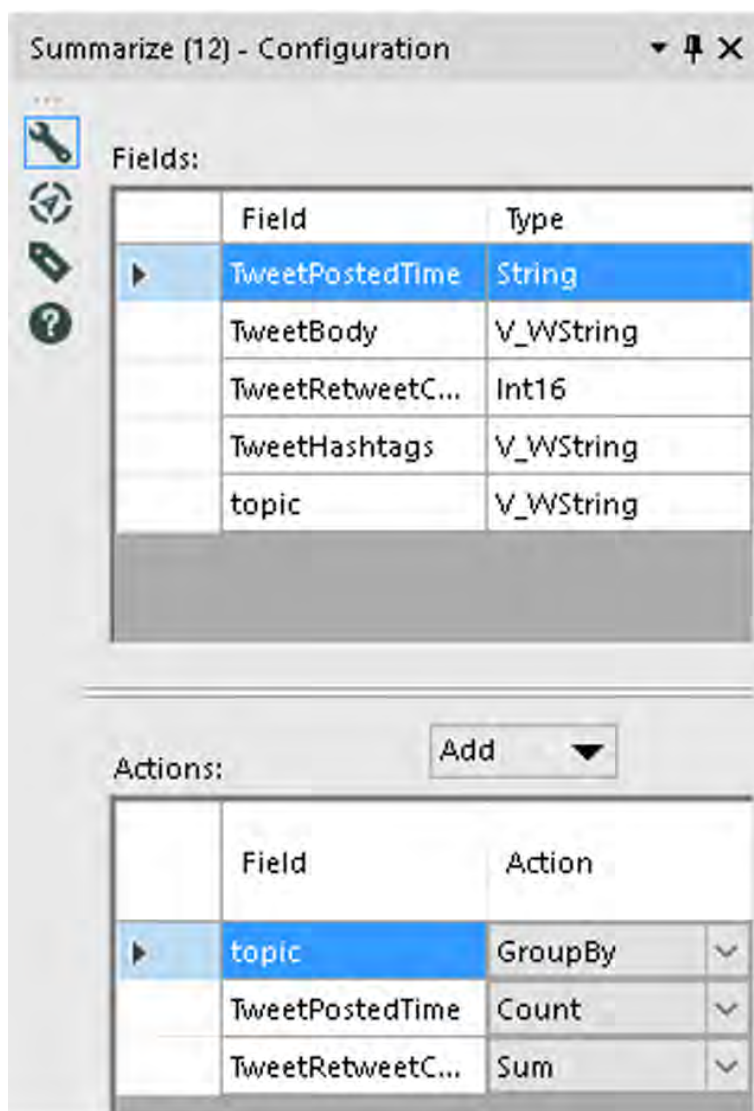 Summarize (12) - Configuration
Fields:
Field Type
TweetPostedTime String
TweetBody V_WString
TweetRetweetC... Int16
TweetHashtags V_WString
topic V_WString
Add
Actions:
Field Action
topic GroupBy
TweetPostedTime Count
TweetRetweetC... Sum